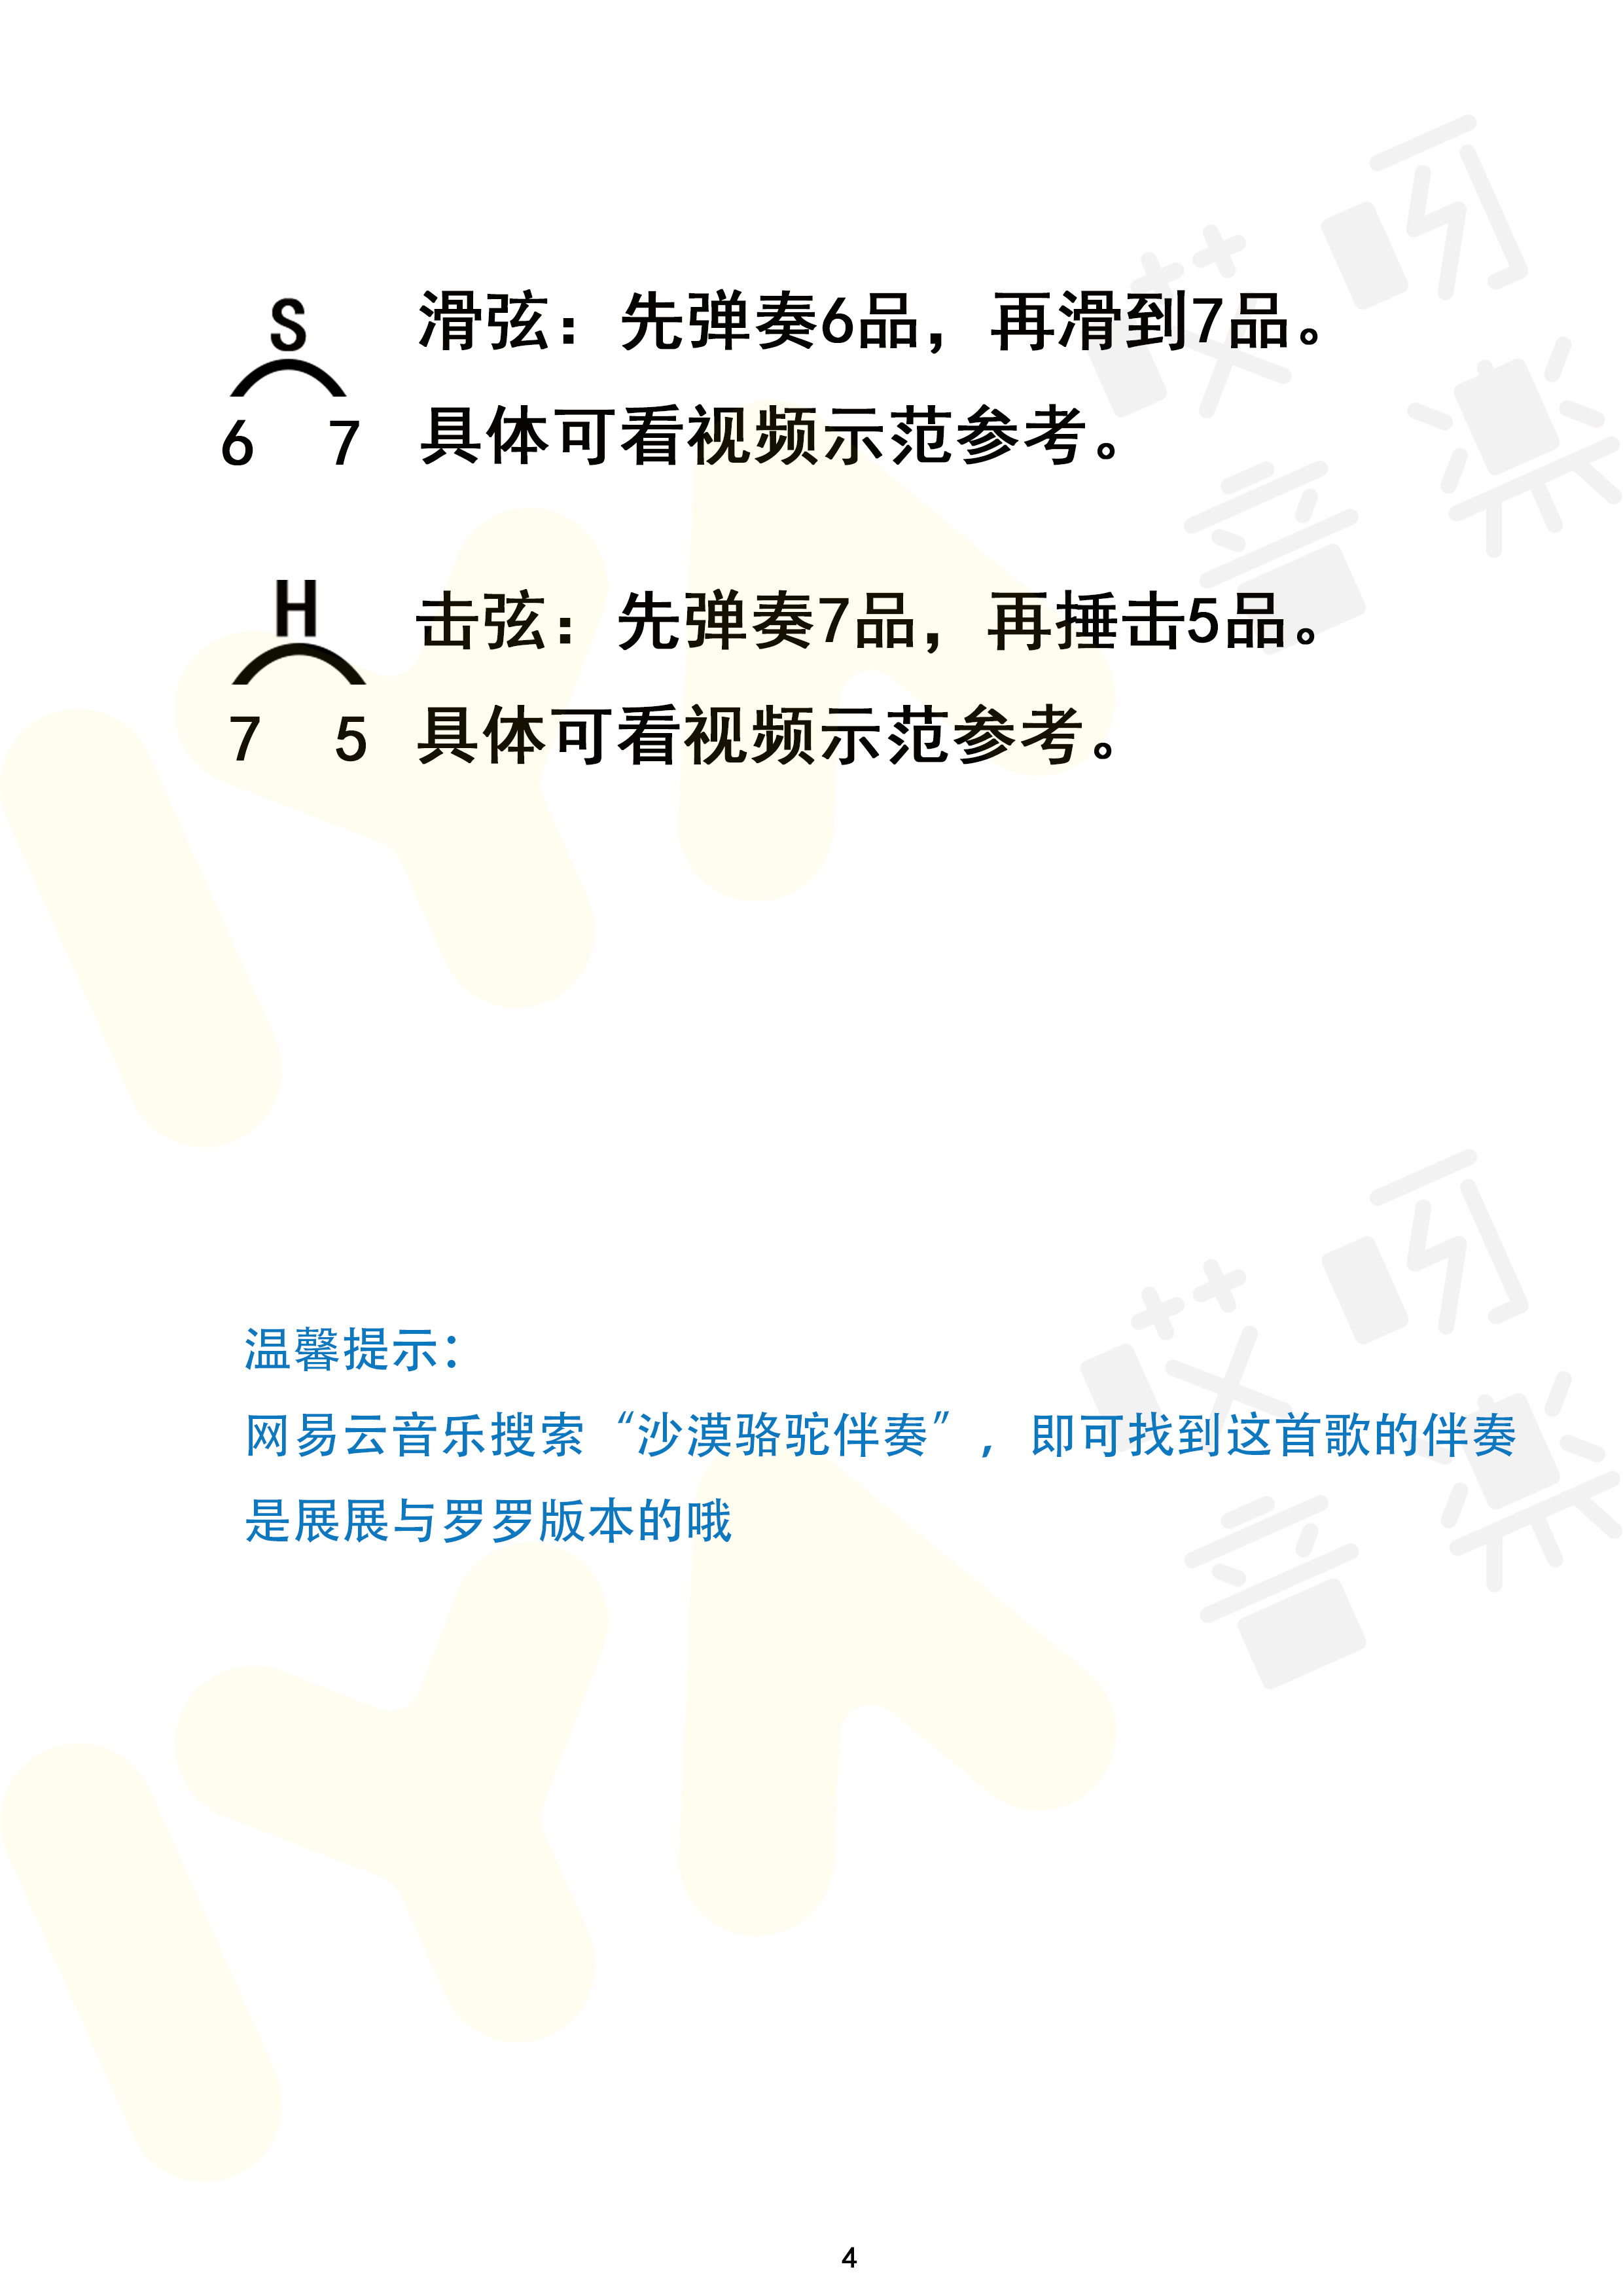 S
滑弦：先弹奏6品，再滑到7品。
6 7 具体可看视频示范参考。
H
击弦：先弹奏7品，再捶击5品。
7 5 具体可看视频示范参考。
艾丫
音乐
IYA
温馨提示：
网易云音乐搜索“沙漠骆驼伴奏”，即可找到这首歌的伴奏
是展展与罗罗版本的哦
艾丫
音乐
IYA
4